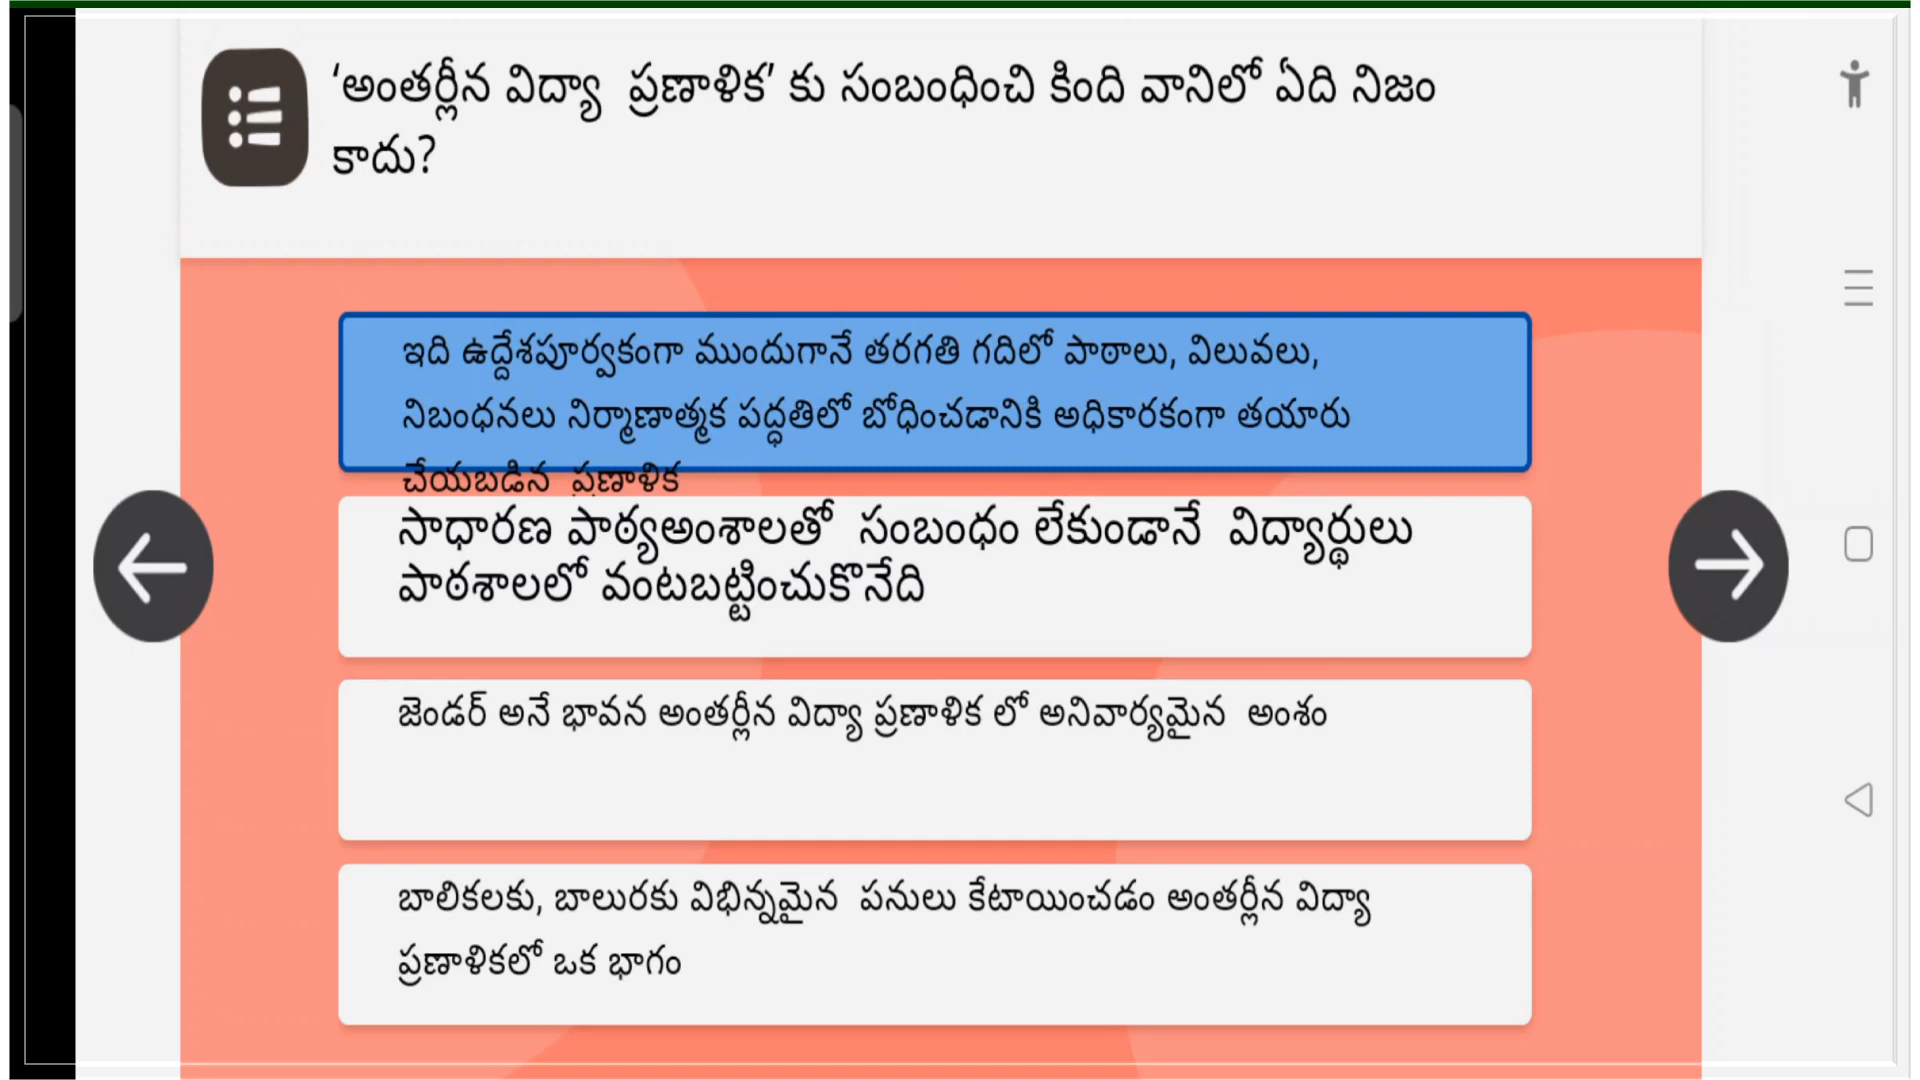 ‘అంతర్లీన విద్యా ప్రణాళిక’ కు సంబంధించి కింది వానిలో ఏది నిజం
కాదు?
ఇది ఉద్దేశపూర్వకంగా ముందుగానే తరగతి గదిలో పాఠాలు, విలువలు,
నిబంధనలు నిర్మాణాత్మక పద్ధతిలో బోధించడానికి అధికారకంగా తయారు
చేయబడిన ప్రణాళిక
సాధారణ పాఠ్యఅంశాలతో సంబంధం లేకుండానే విద్యార్థులు
పాఠశాలలో వంటబట్టించుకొనేది
జెండర్ అనే భావన అంతర్లీన విద్యా ప్రణాళిక లో అనివార్యమైన అంశం
బాలికలకు, బాలురకు విభిన్నమైన పనులు కేటాయించడం అంతర్లీన విద్యా
ప్రణాళికలో ఒక భాగం